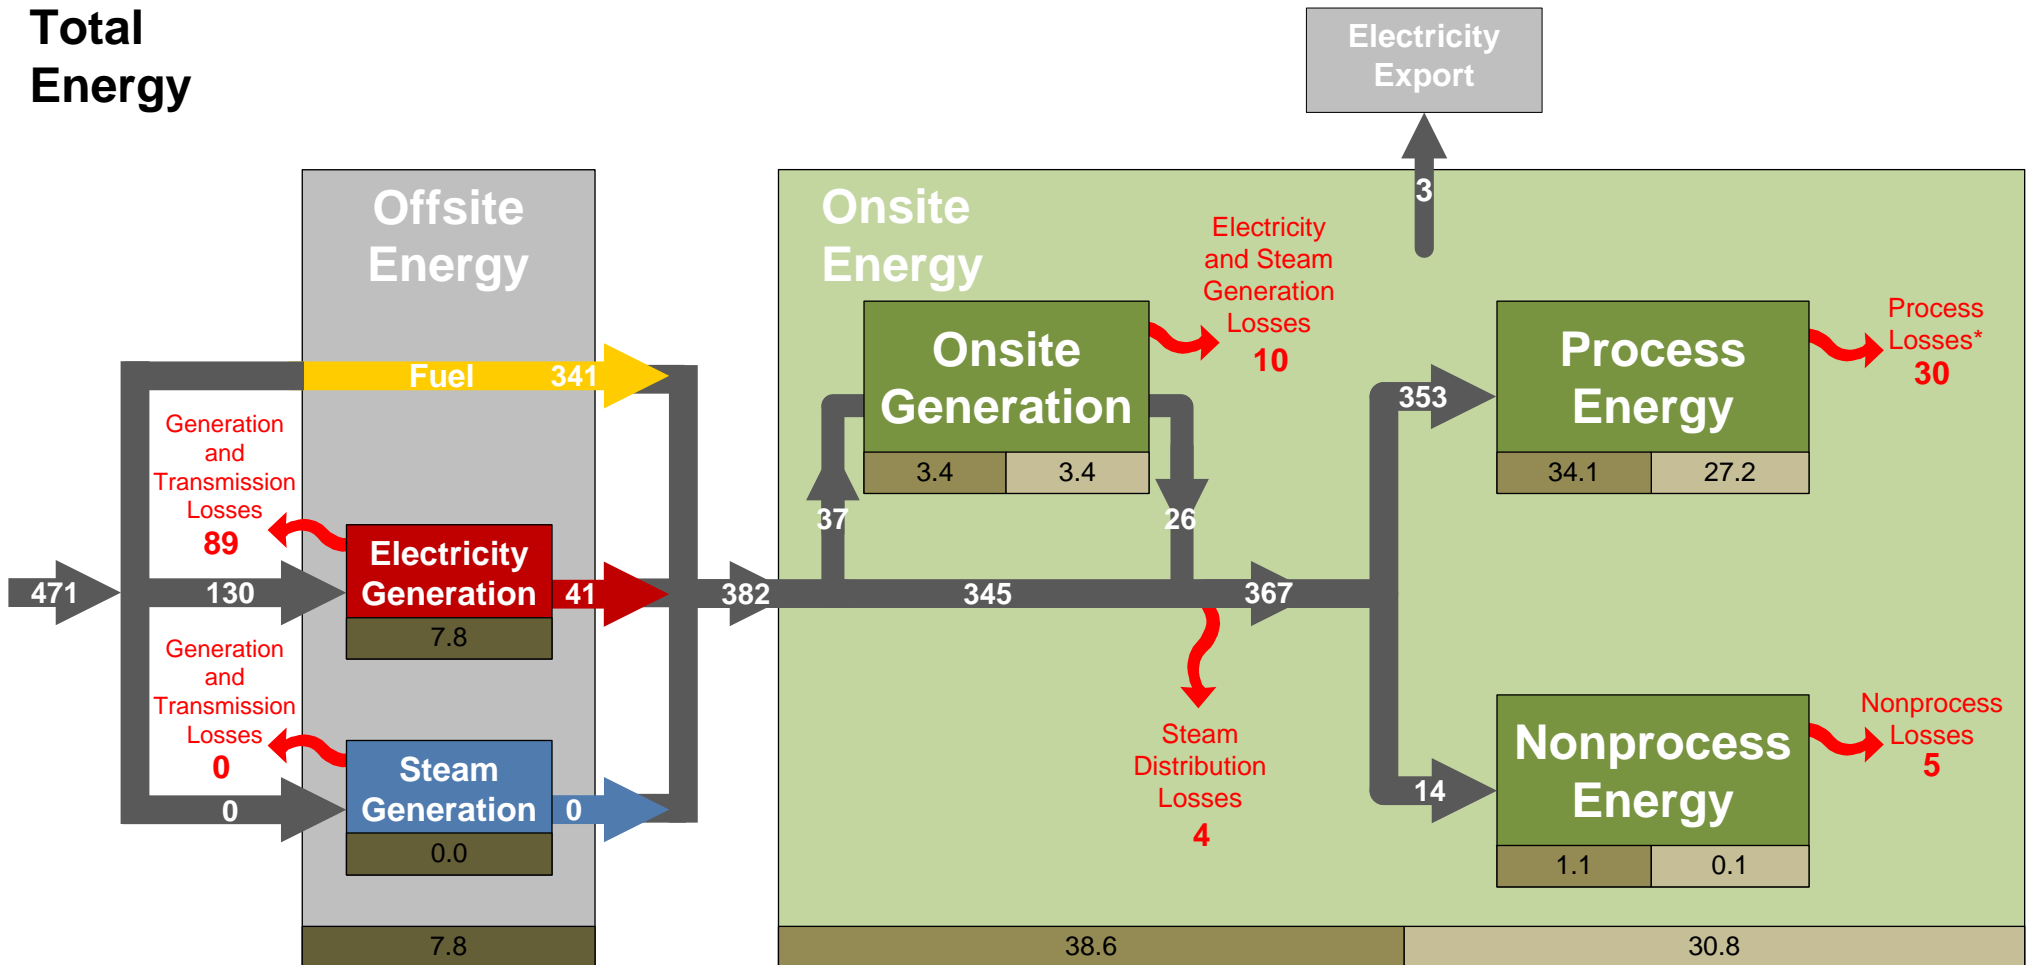 Total
Energy
Electricity
Export
3
Offsite
Energy
Onsite
Energy
Electricity
and Steam
Generation
Losses
10
Onsite
Generation
3.4 3.4
Process
Energy
34.1 27.2
Process
Losses*
30
Fuel 341
353
Generation
and
Transmission
Losses
89
37
26
471
130
Electricity
Generation
7.8
41
382
345
367
Generation
and
Transmission
Losses
0
0
Steam
Generation
0.0
0
Steam
Distribution
Losses
4
14
Nonprocess
Energy
1.1 0.1
Nonprocess
Losses
5
7.8
38.6 30.8